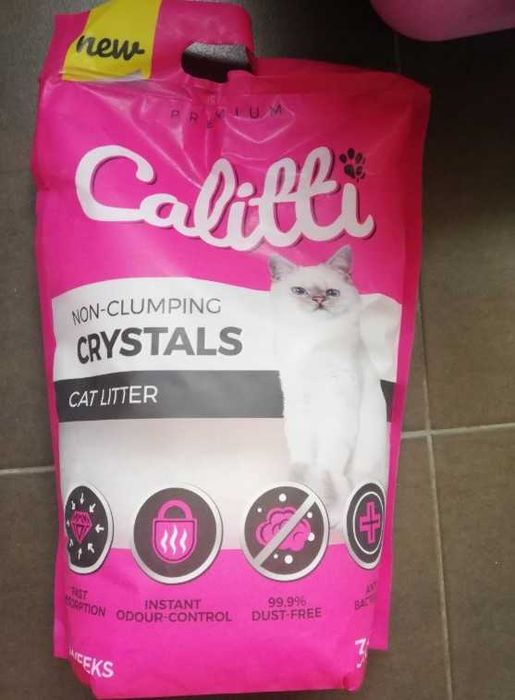 new
PREMIUM
Calitti
NON-CLUMPING
CRYSTALS
CAT LITTER
INSTANT
ODOUR-CONTROL
99.9%
DUST-FREE